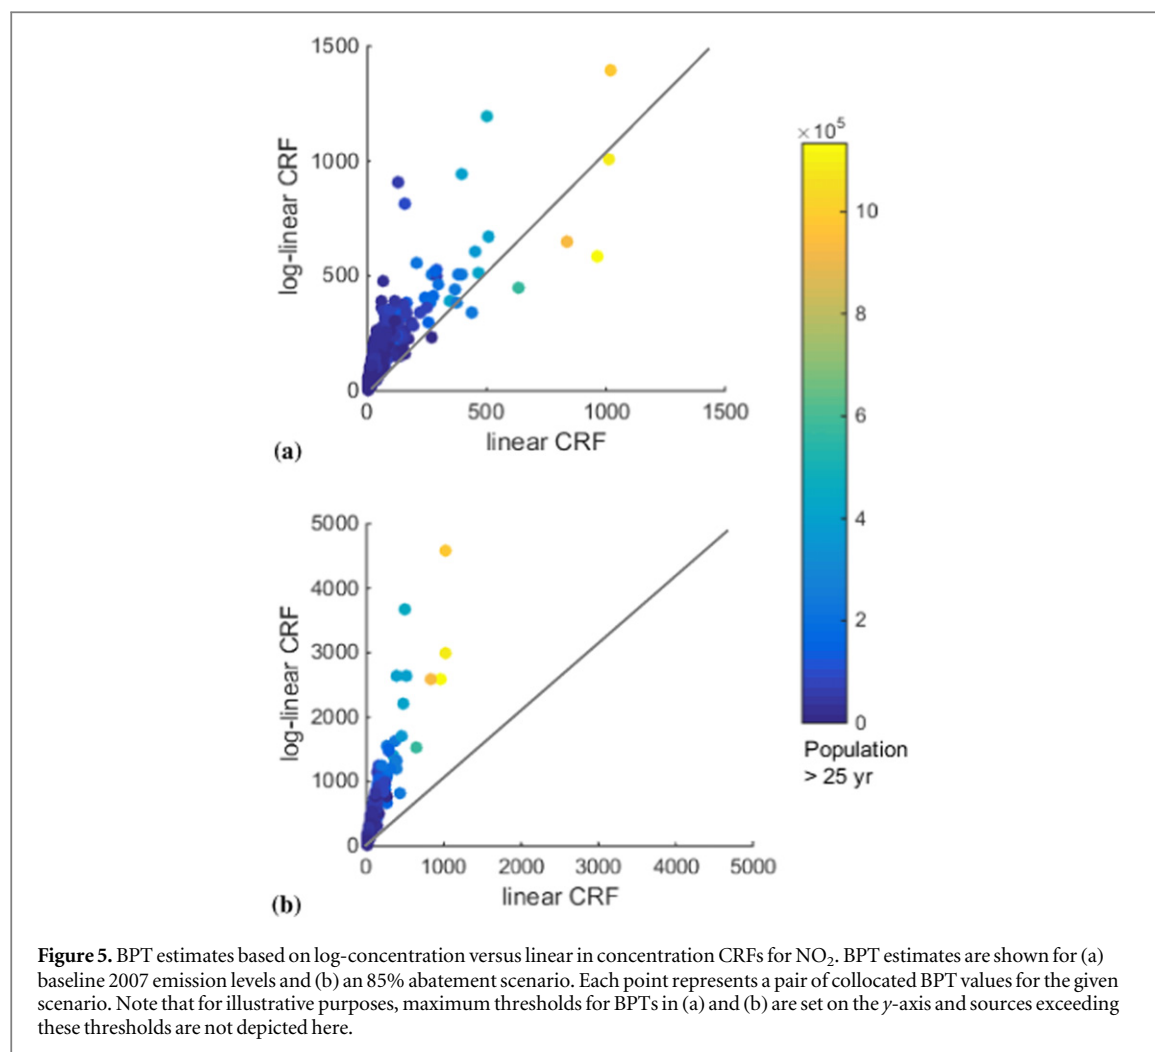 1500
1000
500
0
log-linear CRF
0
500
1000
1500
linear CRF
(a)
×10⁵
10
8
6
4
2
0
Population
> 25 yr
5000
4000
3000
2000
1000
0
log-linear CRF
0
1000
2000
3000
4000
5000
linear CRF
(b)
Figure 5. BPT estimates based on log-concentration versus linear in concentration CRFs for NO₂. BPT estimates are shown for (a)
baseline 2007 emission levels and (b) an 85% abatement scenario. Each point represents a pair of collocated BPT values for the given
scenario. Note that for illustrative purposes, maximum thresholds for BPTs in (a) and (b) are set on the y-axis and sources exceeding
these thresholds are not depicted here.